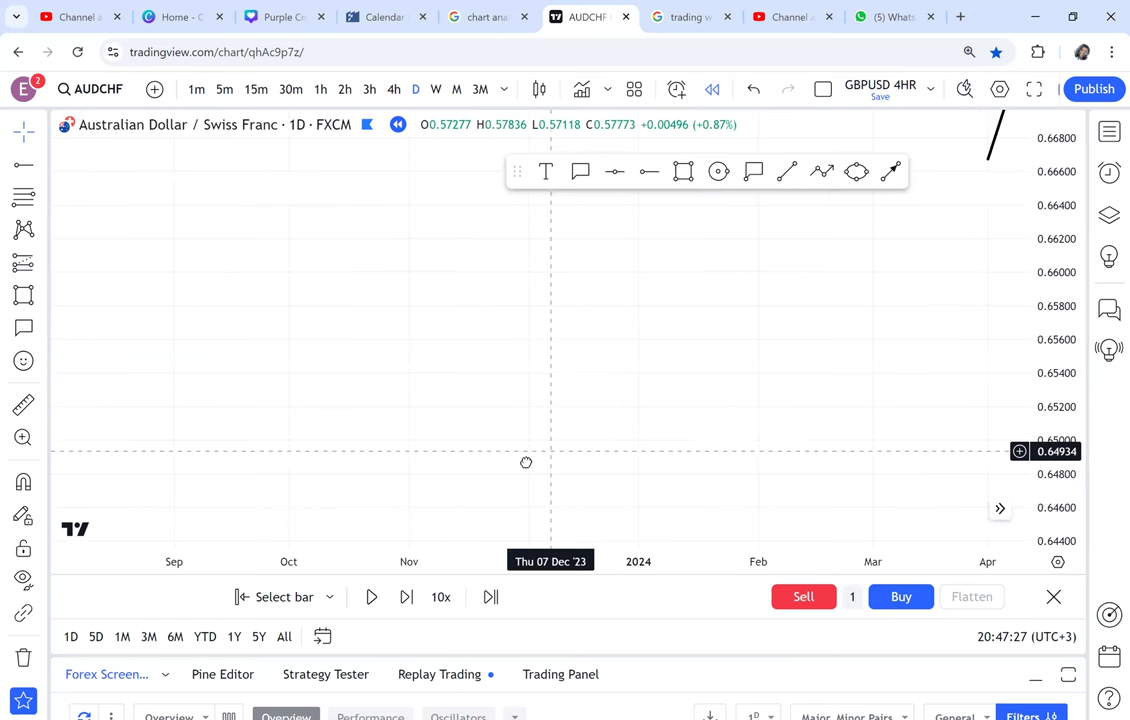 Channel a
Home - C
Purple Cr
Calendar
chart ana
AUDCHF
trading w
Channel a
(5) Whats
tradingview.com/chart/qhAc9p7z/
E 2 AUDCHF 1m 5m 15m 30m 1h 2h 3h 4h D W M 3M GBPUSD 4HR Save Publish
Australian Dollar / Swiss Franc · 1D · FXCM O0.57277 H0.57836 L0.57118 C0.57773 +0.00496 (+0.87%)
0.66800
0.66600
0.66400
0.66200
0.66000
0.65800
0.65600
0.65400
0.65200
0.65000
0.64934
0.64800
0.64600
0.64400
Sep Oct Nov Thu 07 Dec '23 2024 Feb Mar Apr
Select bar 10x Sell 1 Buy Flatten
1D 5D 1M 3M 6M YTD 1Y 5Y All 20:47:27 (UTC+3)
Forex Screen... Pine Editor Strategy Tester Replay Trading Trading Panel
Overview Overview Performance Oscillators 1D Major, Minor Pairs General Filters